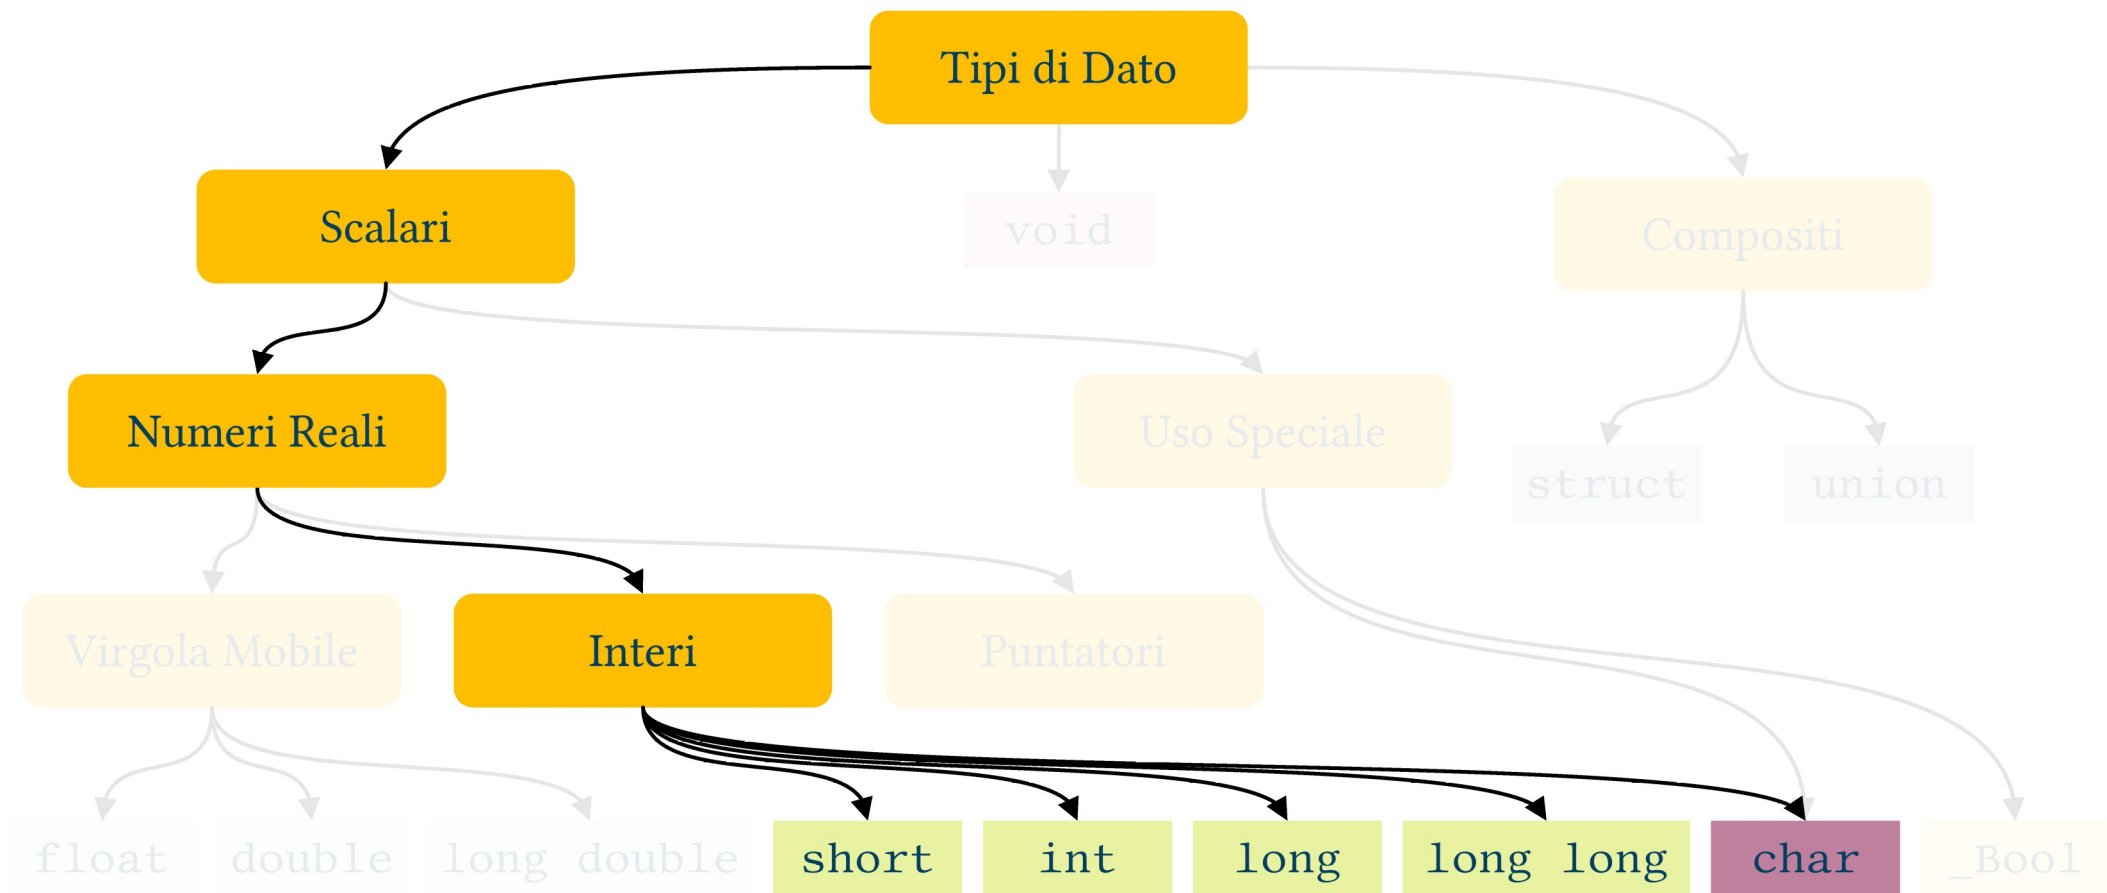 Tipi di Dato
Scalari
void
Compositi
Numeri Reali
Uso Speciale
struct
union
Virgola Mobile
Interi
Puntatori
float
double
long double
short
int
long
long long
char
_Bool